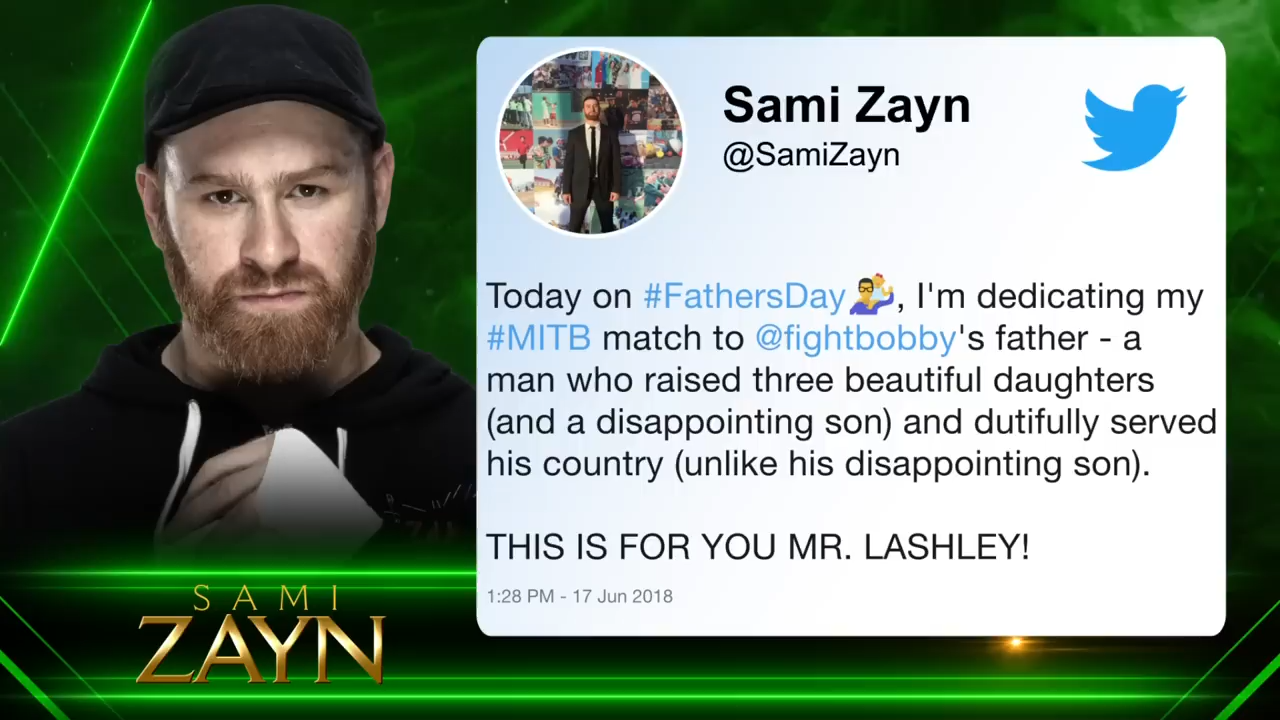 Sami Zayn
@SamiZayn
Today on #FathersDay🤷‍♂️, I'm dedicating my
#MITB match to @fightbobby's father - a
man who raised three beautiful daughters
(and a disappointing son) and dutifully served
his country (unlike his disappointing son).
THIS IS FOR YOU MR. LASHLEY!
1:28 PM - 17 Jun 2018
SAMI
ZAYN